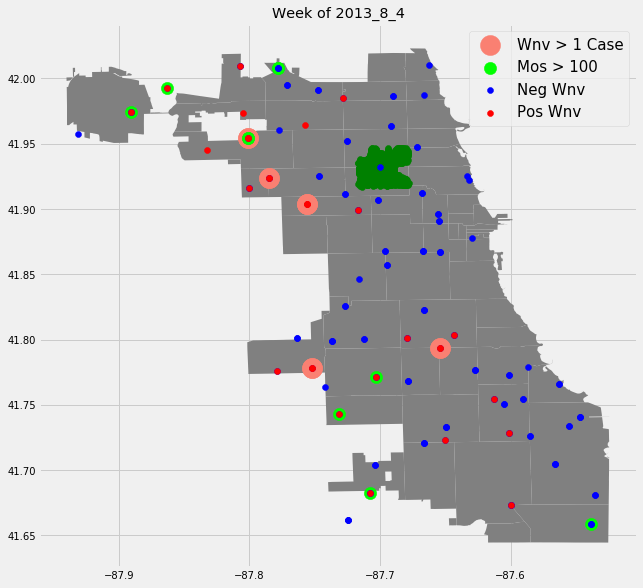 Week of 2013_8_4
Wnv > 1 Case
Mos > 100
Neg Wnv
Pos Wnv
42.00
41.95
41.90
41.85
41.80
41.75
41.70
41.65
−87.9
−87.8
−87.7
−87.6